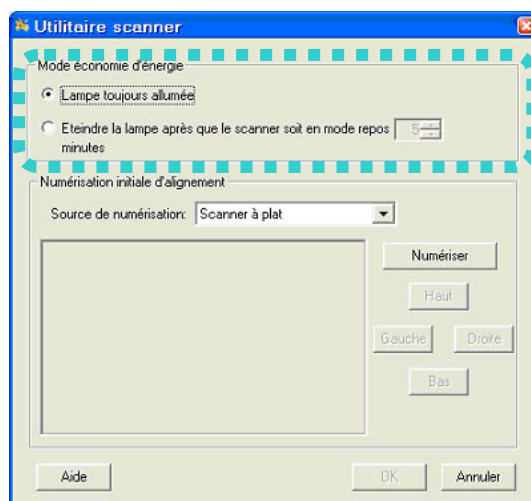 Utilitaire scanner
Mode économie d'énergie
Lampe toujours allumée
Eteindre la lampe après que le scanner soit en mode repos 5
minutes
Numérisation initiale d'alignement
Source de numérisation: Scanner à plat
Numériser
Haut
Gauche Droite
Bas
Aide OK Annuler